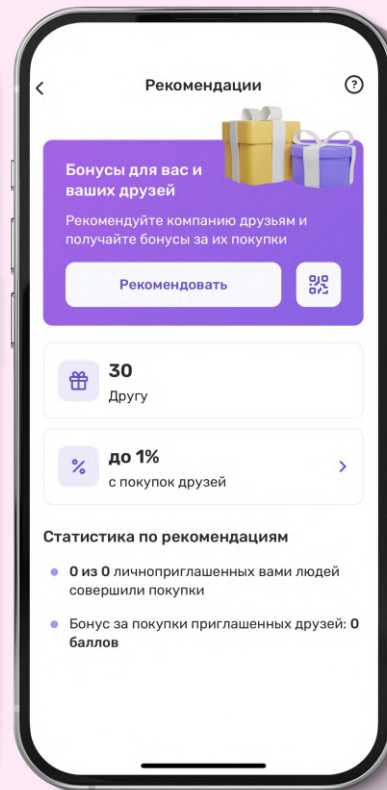 Рекомендации
Бонусы для вас и
ваших друзей
Рекомендуйте компанию друзьям и
получайте бонусы за их покупки
Рекомендовать
30
Другу
%
до 1%
с покупок друзей
Статистика по рекомендациям
0 из 0 личноприглашенных вами людей
совершили покупки
Бонус за покупки приглашенных друзей: 0
баллов